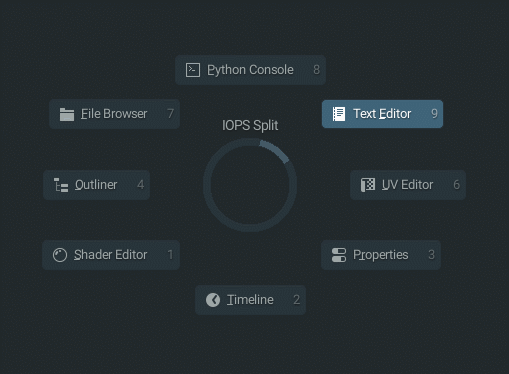 Python Console 8
File Browser 7
Text Editor 9
IOPS Split
Outliner 4
UV Editor 6
Shader Editor 1
Properties 3
Timeline 2